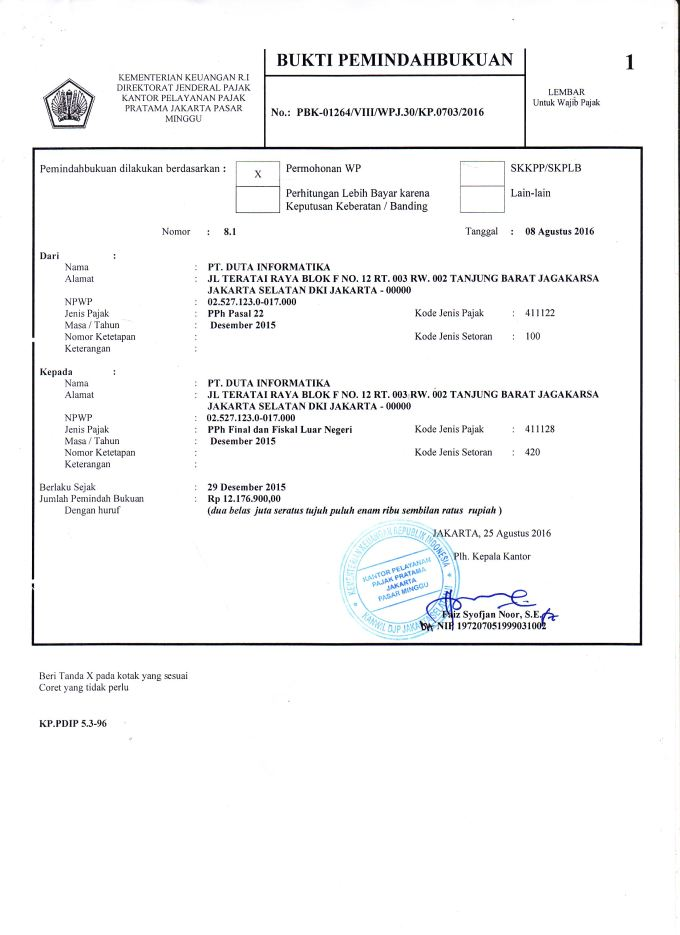 KEMENTERIAN KEUANGAN R.I
DIREKTORAT JENDERAL PAJAK
KANTOR PELAYANAN PAJAK
PRATAMA JAKARTA PASAR
MINGGU
BUKTI PEMINDAHBUKUAN
No.: PBK-01264/VIII/WPJ.30/KP.0703/2016
1
LEMBAR
Untuk Wajib Pajak
Pemindahbukuan dilakukan berdasarkan : X Permohonan WP SKKPP/SKPLB
Perhitungan Lebih Bayar karena Lain-lain
Keputusan Keberatan / Banding
Nomor : 8.1 Tanggal : 08 Agustus 2016
Dari :
Nama : PT. DUTA INFORMATIKA
Alamat : JL TERATAI RAYA BLOK F NO. 12 RT. 003 RW. 002 TANJUNG BARAT JAGAKARSA
JAKARTA SELATAN DKI JAKARTA - 00000
NPWP : 02.527.123.0-017.000
Jenis Pajak : PPh Pasal 22 Kode Jenis Pajak : 411122
Masa / Tahun : Desember 2015
Nomor Ketetapan : Kode Jenis Setoran : 100
Keterangan :
Kepada :
Nama : PT. DUTA INFORMATIKA
Alamat : JL TERATAI RAYA BLOK F NO. 12 RT. 003 RW. 002 TANJUNG BARAT JAGAKARSA
JAKARTA SELATAN DKI JAKARTA - 00000
NPWP : 02.527.123.0-017.000
Jenis Pajak : PPh Final dan Fiskal Luar Negeri Kode Jenis Pajak : 411128
Masa / Tahun : Desember 2015
Nomor Ketetapan : Kode Jenis Setoran : 420
Keterangan :
Berlaku Sejak : 29 Desember 2015
Jumlah Pemindah Bukuan : Rp 12.176.900,00
Dengan huruf (dua belas juta seratus tujuh puluh enam ribu sembilan ratus rupiah )
JAKARTA, 25 Agustus 2016
Plh. Kepala Kantor
KEMENTERIAN KEUANGAN REPUBLIK INDONESIA
KANTOR PELAYANAN
PAJAK PRATAMA
JAKARTA
PASAR MINGGU
KANWIL DJP JAKARTA
Faiz Syofjan Noor, S.E.
NIP 197207051999031002
Beri Tanda X pada kotak yang sesuai
Coret yang tidak perlu
KP.PDIP 5.3-96